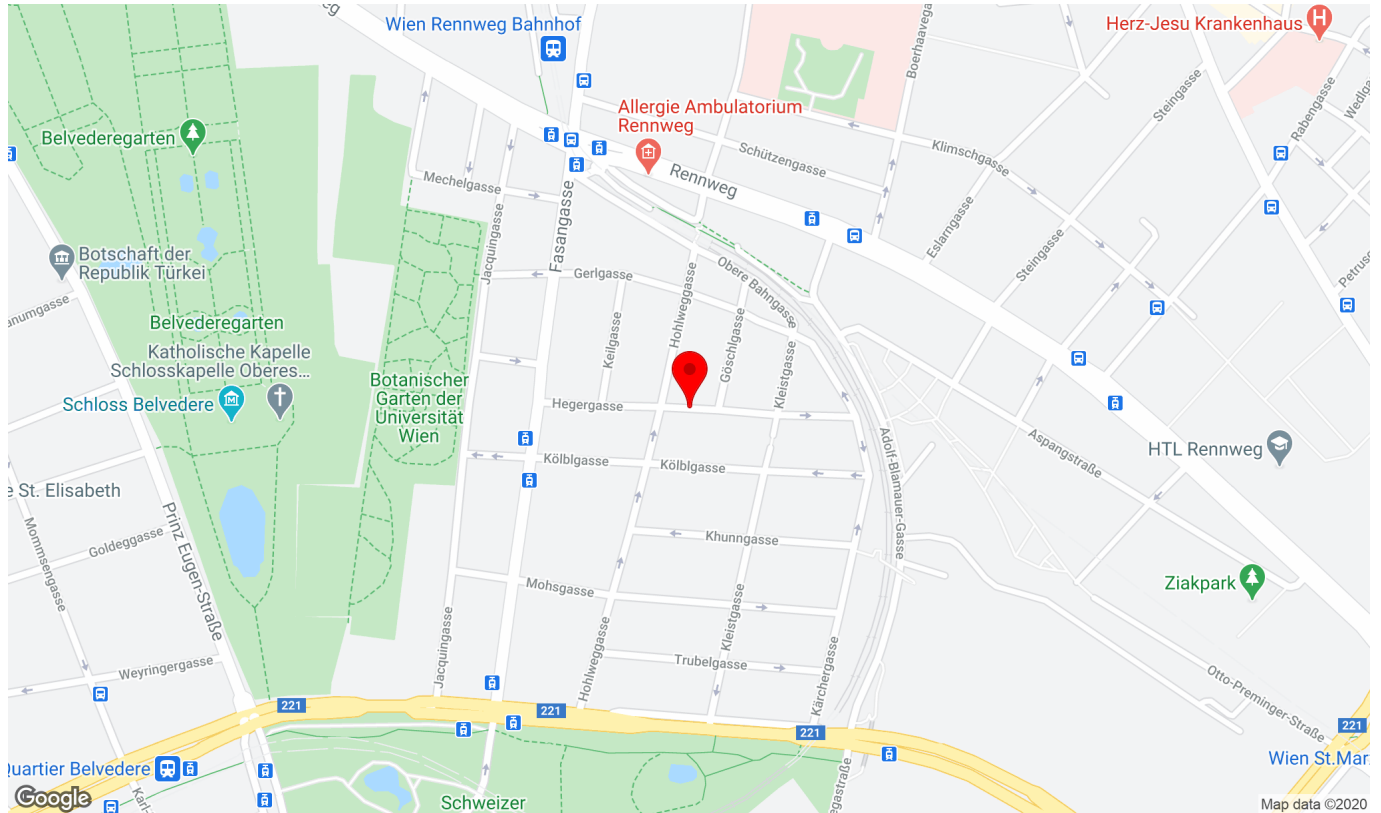 Wien Rennweg Bahnhof
Herz-Jesu Krankenhaus
Boerhaaveg
Steingasse
Rabengasse
Allergie Ambulatorium
Rennweg
Belvederegarten
Klimschgasse
Schützengasse
Rennweg
Mechelgasse
Fasangasse
Jacquingasse
Eslarngasse
Steingasse
Botschaft der
Republik Türkei
Gerlgasse
Obere Bahngasse
Hohlweggasse
Belvederegarten
Keilgasse
Göschlgasse
Kleistgasse
Katholische Kapelle
Schlosskapelle Oberes...
Schloss Belvedere
Botanischer
Garten der
Universität
Wien
Hegergasse
Adolf-Blamauer-Gasse
Aspangstraße
HTL Rennweg
Kölblgasse
Kölblgasse
e St. Elisabeth
Prinz Eugen-Straße
Goldeggasse
Mommsengasse
Khunngasse
Mohsgasse
Kleistgasse
Ziakpark
Jacquingasse
Hohlweggasse
Weyringergasse
Trubelgasse
Kärchergasse
Otto-Preminger-Straße
221
221
221
221
Wien St.Mar
Quartier Belvedere
Schweizer
Google
Map data ©2020